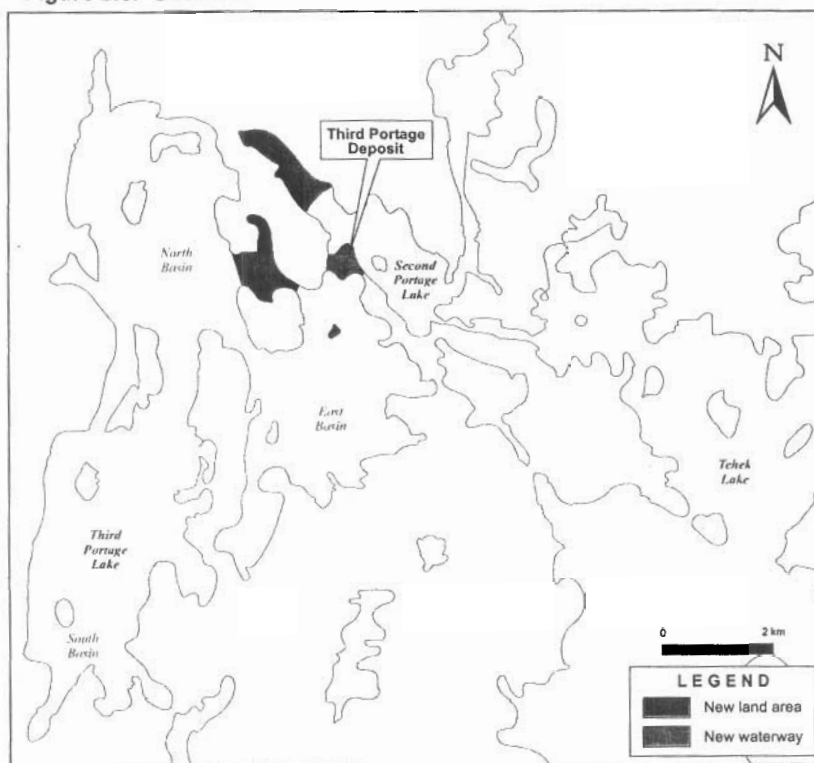 N
Third Portage
Deposit
North
Basin
Second
Portage
Lake
East
Basin
Tehek
Lake
Third
Portage
Lake
South
Basin
0 2 km
LEGEND
New land area
New waterway